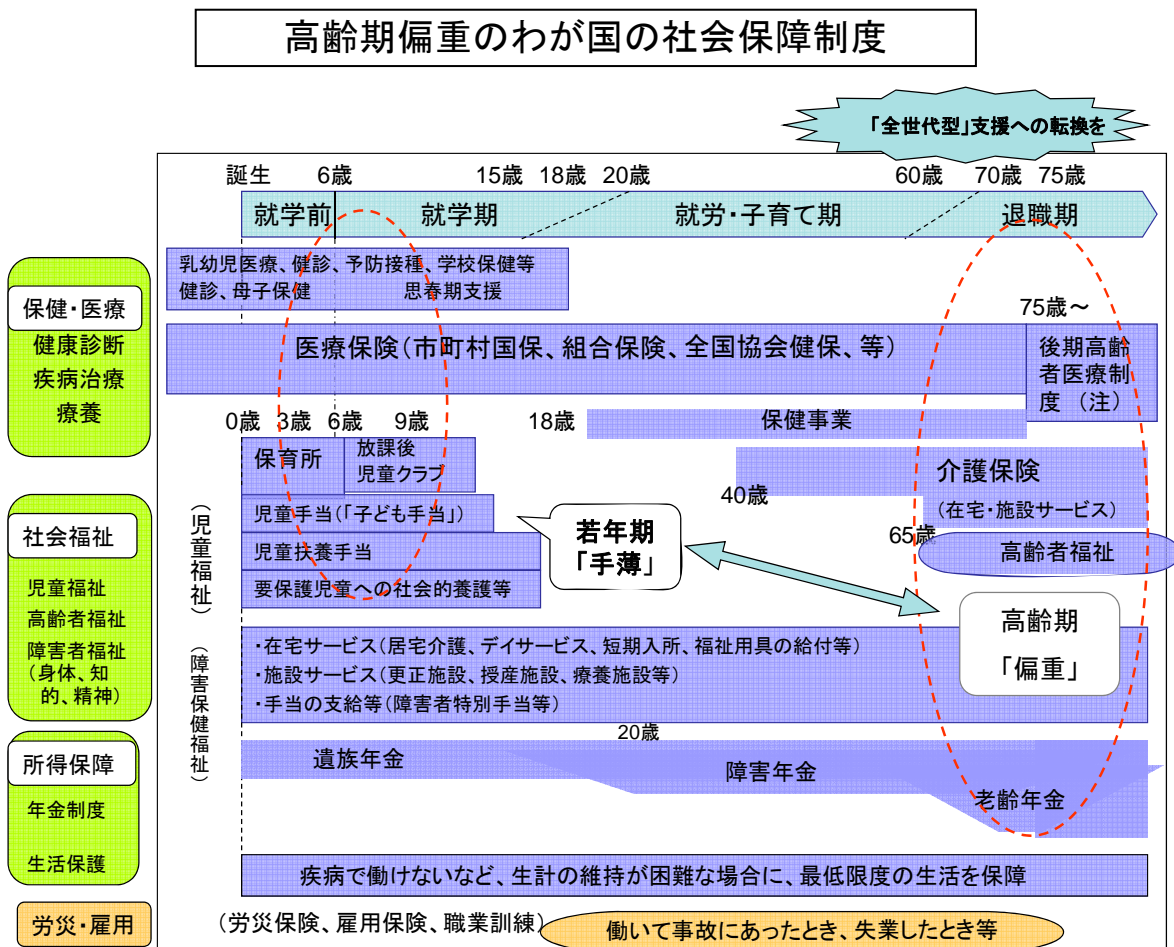 高齢期偏重のわが国の社会保障制度
「全世代型」支援への転換を
誕生 6歳 15歳 18歳 20歳 60歳 70歳 75歳
就学前 就学期 就労・子育て期 退職期
保健・医療
健康診断
疾病治療
療養
乳幼児医療、健診、予防接種、学校保健等
健診、母子保健 思春期支援
医療保険(市町村国保、組合保険、全国協会健保、等)
75歳～
後期高齢
者医療制
度 (注)
0歳 3歳 6歳 9歳 18歳
保健事業
保育所
放課後
児童クラブ
40歳
介護保険
(在宅・施設サービス)
65歳
高齢者福祉
社会福祉
児童福祉
高齢者福祉
障害者福祉
(身体、知
的、精神)
(児童福祉)
児童手当(「子ども手当」)
児童扶養手当
要保護児童への社会的養護等
若年期
「手薄」
高齢期
「偏重」
(障害保健福祉)
・在宅サービス(居宅介護、デイサービス、短期入所、福祉用具の給付等)
・施設サービス(更正施設、授産施設、療養施設等)
・手当の支給等(障害者特別手当等)
所得保障
年金制度
生活保護
20歳
遺族年金
障害年金
老齢年金
疾病で働けないなど、生計の維持が困難な場合に、最低限度の生活を保障
労災・雇用
(労災保険、雇用保険、職業訓練)
働いて事故にあったとき、失業したとき等